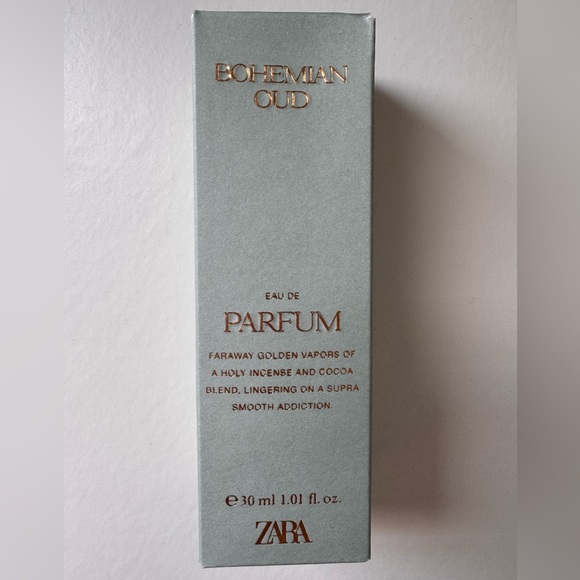 BOHEMIAN
OUD
EAU DE
PARFUM
FARAWAY GOLDEN VAPORS OF
A HOLY INCENSE AND COCOA
BLEND, LINGERING ON A SUPRA
SMOOTH ADDICTION.
℮30 ml 1.01 fl. oz.
ZARA